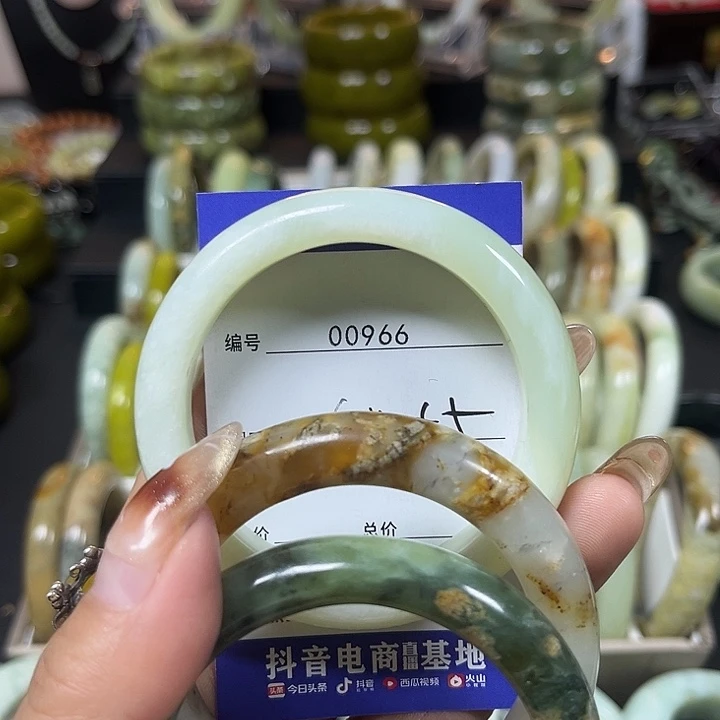 编号 00966
价 总价
抖音电商直播基地
今日头条 抖音 西瓜视频 火山